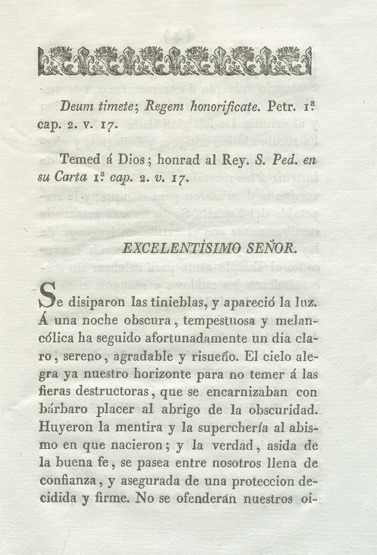 Deum timete; Regem honorificate. Petr. 1.ª
cap. 2. v. 17.
Temed á Dios; honrad al Rey. S. Ped. en
su Carta 1.ª cap. 2. v. 17.
EXCELENTÍSIMO SEÑOR.
Se disiparon las tinieblas, y apareció la luz.
Á una noche obscura, tempestuosa y melan-
cólica ha seguido afortunadamente un dia cla-
ro, sereno, agradable y risueño. El cielo ale-
gra ya nuestro horizonte para no temer á las
fieras destructoras, que se encarnizaban con
bárbaro placer al abrigo de la obscuridad.
Huyeron la mentira y la superchería al abis-
mo en que nacieron; y la verdad, asida de
la buena fe, se pasea entre nosotros llena de
confianza, y asegurada de una proteccion de-
cidida y firme. No se ofenderán nuestros oi-